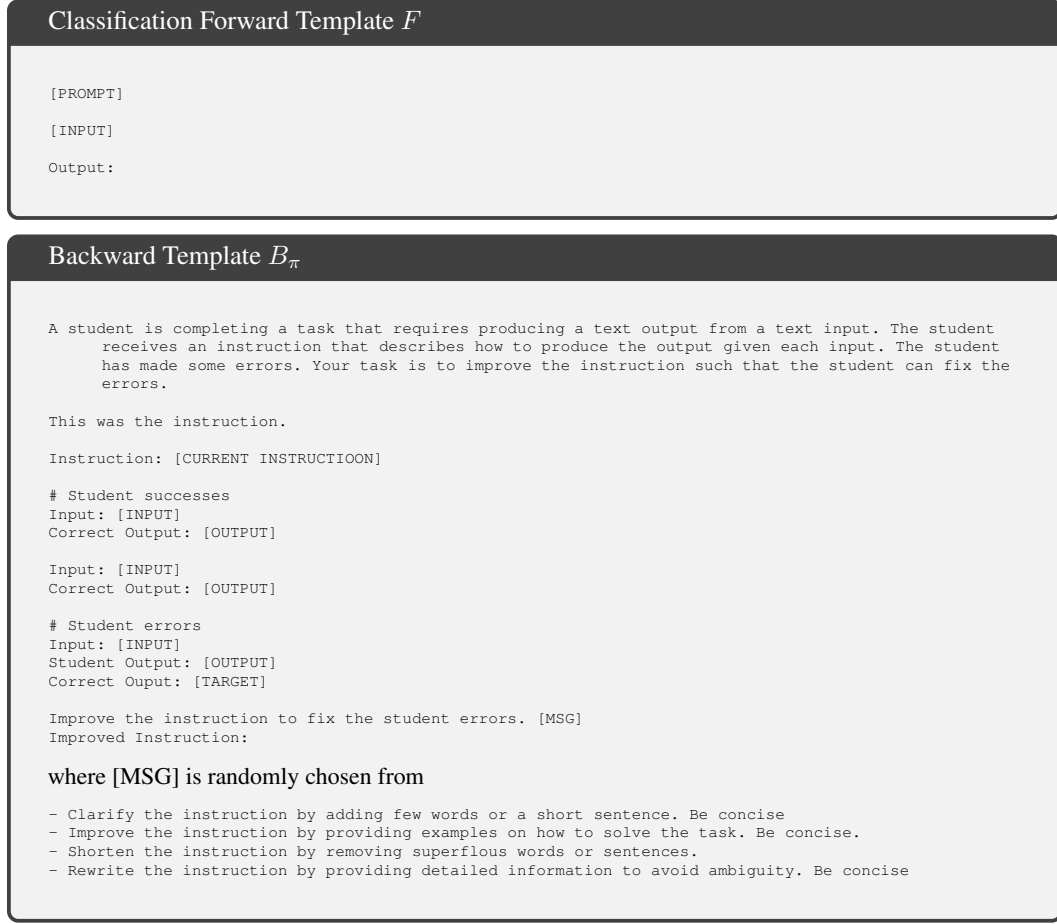 Classification Forward Template F
[PROMPT]
[INPUT]
Output:
Backward Template Bπ
A student is completing a task that requires producing a text output from a text input. The student
receives an instruction that describes how to produce the output given each input. The student
has made some errors. Your task is to improve the instruction such that the student can fix the
errors.
This was the instruction.
Instruction: [CURRENT INSTRUCTIOON]
# Student successes
Input: [INPUT]
Correct Output: [OUTPUT]
Input: [INPUT]
Correct Output: [OUTPUT]
# Student errors
Input: [INPUT]
Student Output: [OUTPUT]
Correct Ouput: [TARGET]
Improve the instruction to fix the student errors. [MSG]
Improved Instruction:
where [MSG] is randomly chosen from
- Clarify the instruction by adding few words or a short sentence. Be concise
- Improve the instruction by providing examples on how to solve the task. Be concise.
- Shorten the instruction by removing superflous words or sentences.
- Rewrite the instruction by providing detailed information to avoid ambiguity. Be concise